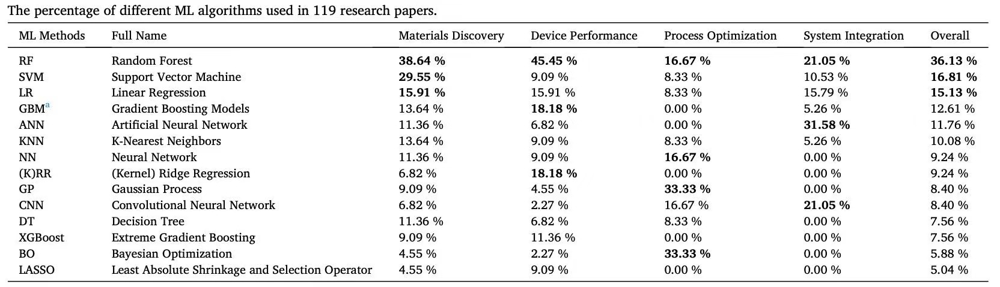 The percentage of different ML algorithms used in 119 research papers.
ML Methods Full Name Materials Discovery Device Performance Process Optimization System Integration Overall
RF Random Forest 38.64 % 45.45 % 16.67 % 21.05 % 36.13 %
SVM Support Vector Machine 29.55 % 9.09 % 8.33 % 10.53 % 16.81 %
LR Linear Regression 15.91 % 15.91 % 8.33 % 15.79 % 15.13 %
GBMa Gradient Boosting Models 13.64 % 18.18 % 0.00 % 5.26 % 12.61 %
ANN Artificial Neural Network 11.36 % 6.82 % 0.00 % 31.58 % 11.76 %
KNN K-Nearest Neighbors 13.64 % 9.09 % 8.33 % 5.26 % 10.08 %
NN Neural Network 11.36 % 9.09 % 16.67 % 0.00 % 9.24 %
(K)RR (Kernel) Ridge Regression 6.82 % 18.18 % 0.00 % 0.00 % 9.24 %
GP Gaussian Process 9.09 % 4.55 % 33.33 % 0.00 % 8.40 %
CNN Convolutional Neural Network 6.82 % 2.27 % 16.67 % 21.05 % 8.40 %
DT Decision Tree 11.36 % 6.82 % 8.33 % 0.00 % 7.56 %
XGBoost Extreme Gradient Boosting 9.09 % 11.36 % 0.00 % 0.00 % 7.56 %
BO Bayesian Optimization 4.55 % 2.27 % 33.33 % 0.00 % 5.88 %
LASSO Least Absolute Shrinkage and Selection Operator 4.55 % 9.09 % 0.00 % 0.00 % 5.04 %